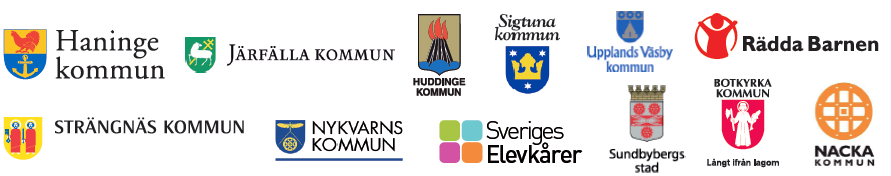 Haninge
kommun
JÄRFÄLLA KOMMUN
HUDDINGE
KOMMUN
Sigtuna
kommun
Upplands Väsby
kommun
Rädda Barnen
STRÄNGNÄS KOMMUN
NYKVARNS
KOMMUN
Sveriges
Elevkårer
Sundbybergs
stad
BOTKYRKA
KOMMUN
Långt ifrån lagom
NACKA
KOMMUN